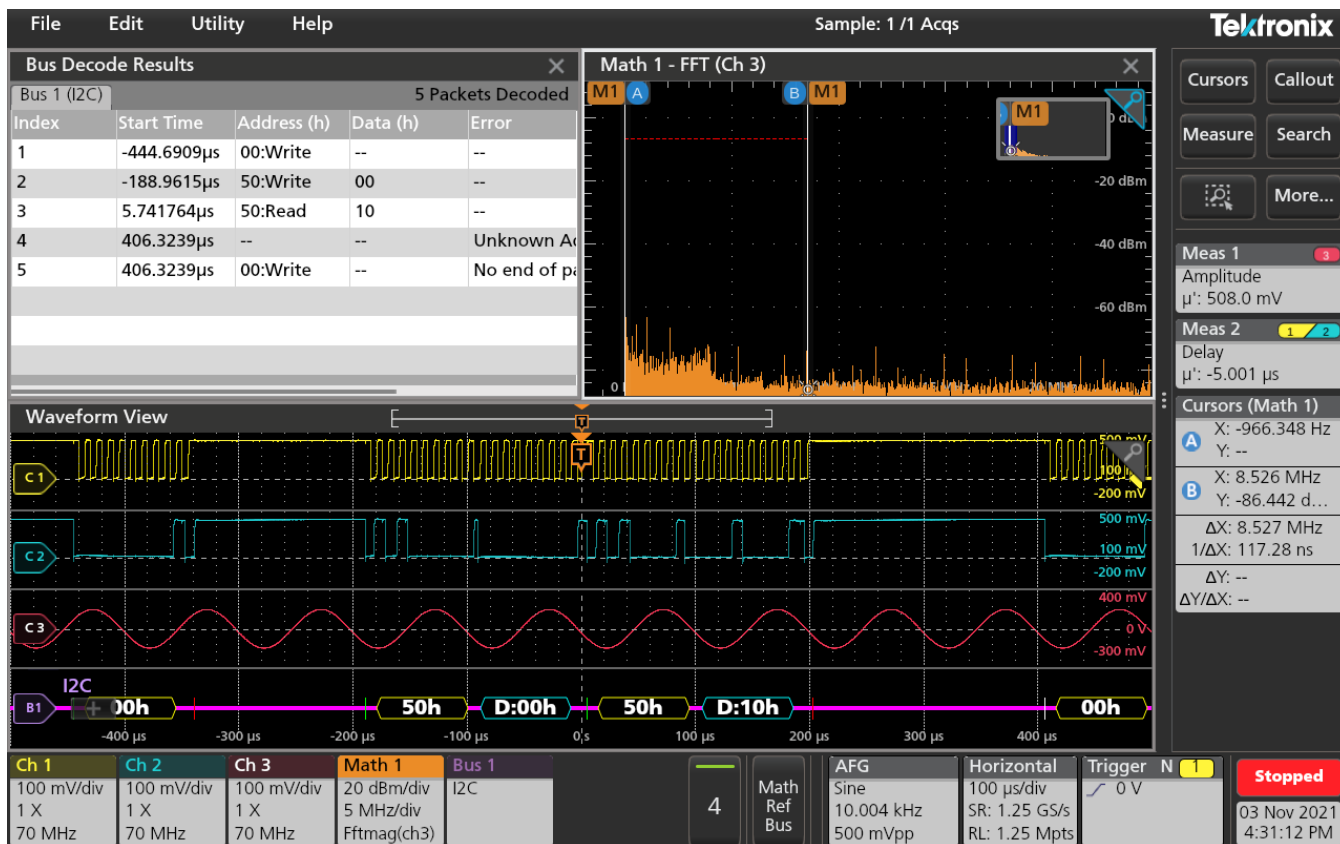 File Edit Utility Help Sample: 1 /1 Acqs Tektronix
Bus Decode Results
Bus 1 (I2C) 5 Packets Decoded
Index Start Time Address (h) Data (h) Error
1 -444.6909µs 00:Write -- --
2 -188.9615µs 50:Write 00 --
3 5.741764µs 50:Read 10 --
4 406.3239µs -- -- Unknown
5 406.3239µs 00:Write -- No end of
Math 1 - FFT (Ch 3)
M1 A B M1
M1
-20 dBm
-40 dBm
-60 dBm
0
Cursors Callout
Measure Search
More...
Meas 1 3
Amplitude
µ': 508.0 mV
Meas 2 1 2
Delay
µ': -5.001 µs
Cursors (Math 1)
A X: -966.348 Hz
Y: --
B X: 8.526 MHz
Y: -86.442 d...
ΔX: 8.527 MHz
1/ΔX: 117.28 ns
ΔY: --
ΔY/ΔX: --
Waveform View
T
T
C 1
500 mV
100
-200 mV
C 2
500 mV
100 mV
-200 mV
C 3
400 mV
0 V
-300 mV
I2C
B1 00h 50h D:00h 50h D:10h 00h
-400 µs -300 µs -200 µs -100 µs 0 s 100 µs 200 µs 300 µs 400 µs
Ch 1
100 mV/div
1 X
70 MHz
Ch 2
100 mV/div
1 X
70 MHz
Ch 3
100 mV/div
1 X
70 MHz
Math 1
20 dBm/div
5 MHz/div
Fftmag(ch3)
Bus 1
I2C
4
Math
Ref
Bus
AFG
Sine
10.004 kHz
500 mVpp
Horizontal
100 µs/div
SR: 1.25 GS/s
RL: 1.25 Mpts
Trigger N 1
0 V
Stopped
03 Nov 2021
4:31:12 PM